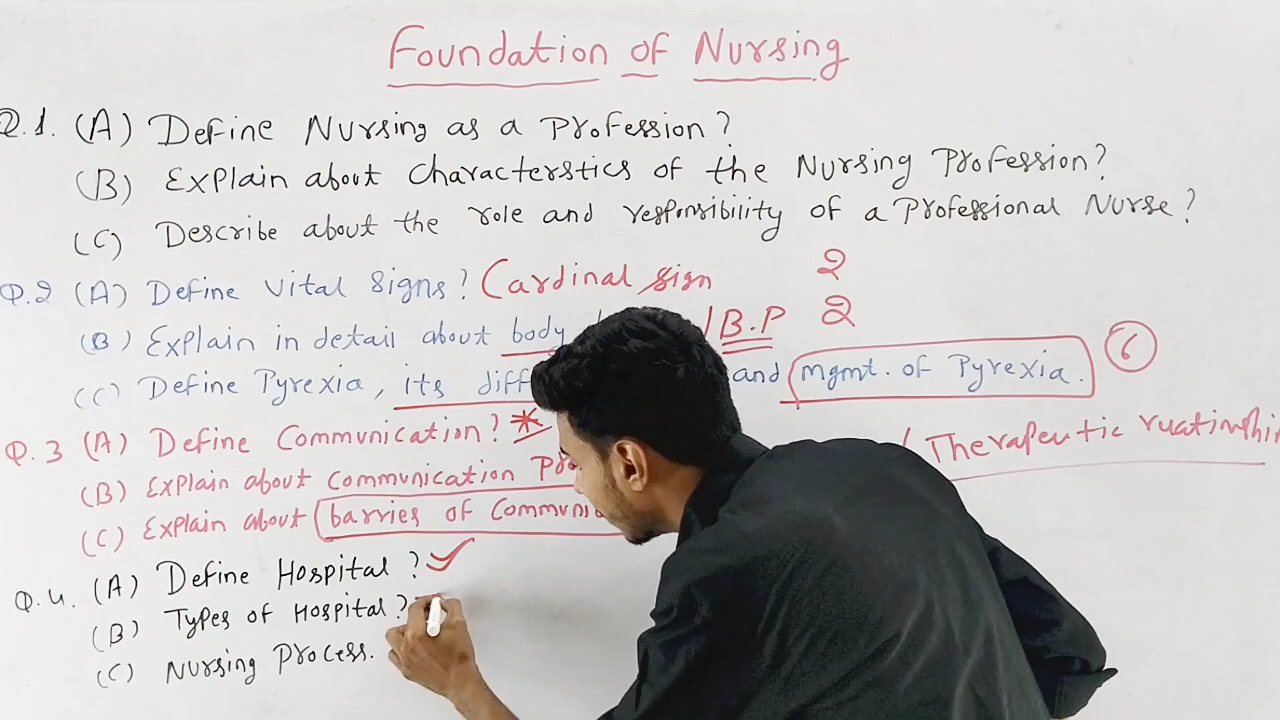 Foundation of Nursing
Q.1. (A) Define Nursing as a Profession?
(B) Explain about characterstics of the Nursing Profession?
(C) Describe about the role and responsibility of a Professional Nurse?
Q.2 (A) Define Vital Signs? Cardinal sign 2
(B) Explain in detail about body / B.P 2
(C) Define Pyrexia, its and mgmt. of Pyrexia. 6
Q.3 (A) Define Communication? * / Therapeutic
(B) Explain about communication
(C) Explain about barries of
Q.4. (A) Define Hospital?
(B) Types of Hospital?
(C) Nursing Process.